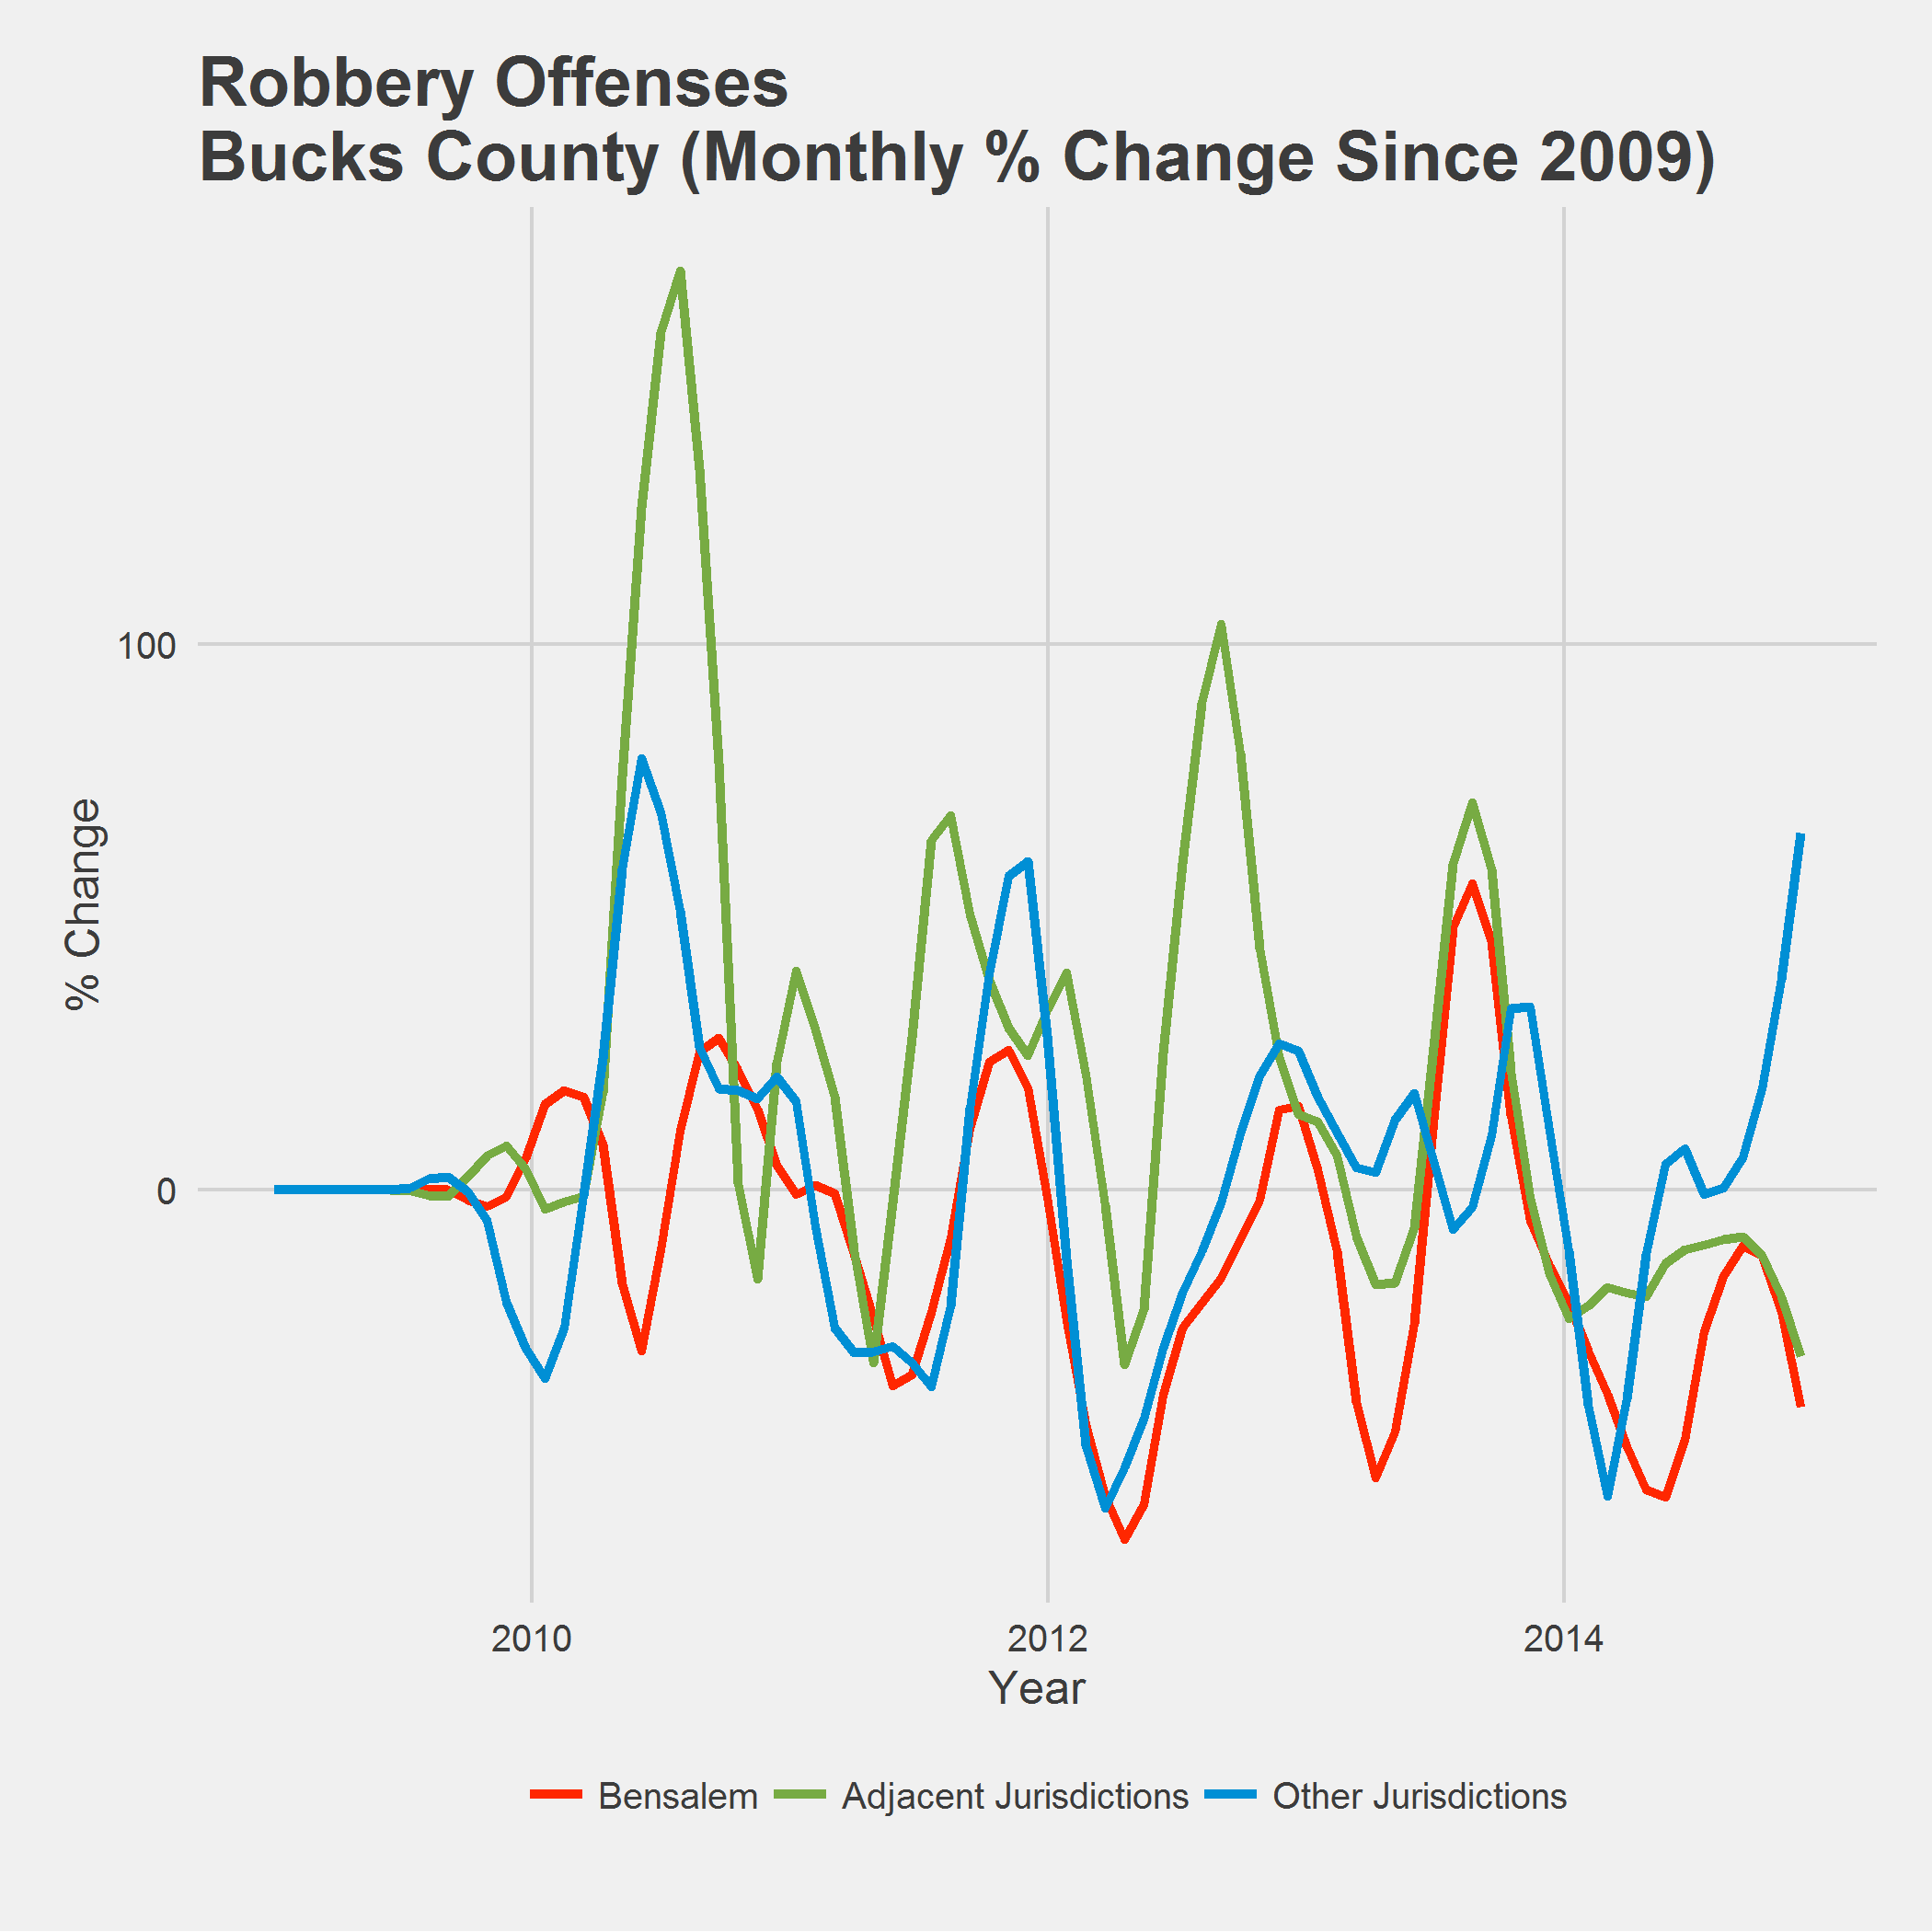 Robbery Offenses
Bucks County (Monthly % Change Since 2009)
100
0
% Change
2010 2012 2014
Year
Bensalem Adjacent Jurisdictions Other Jurisdictions